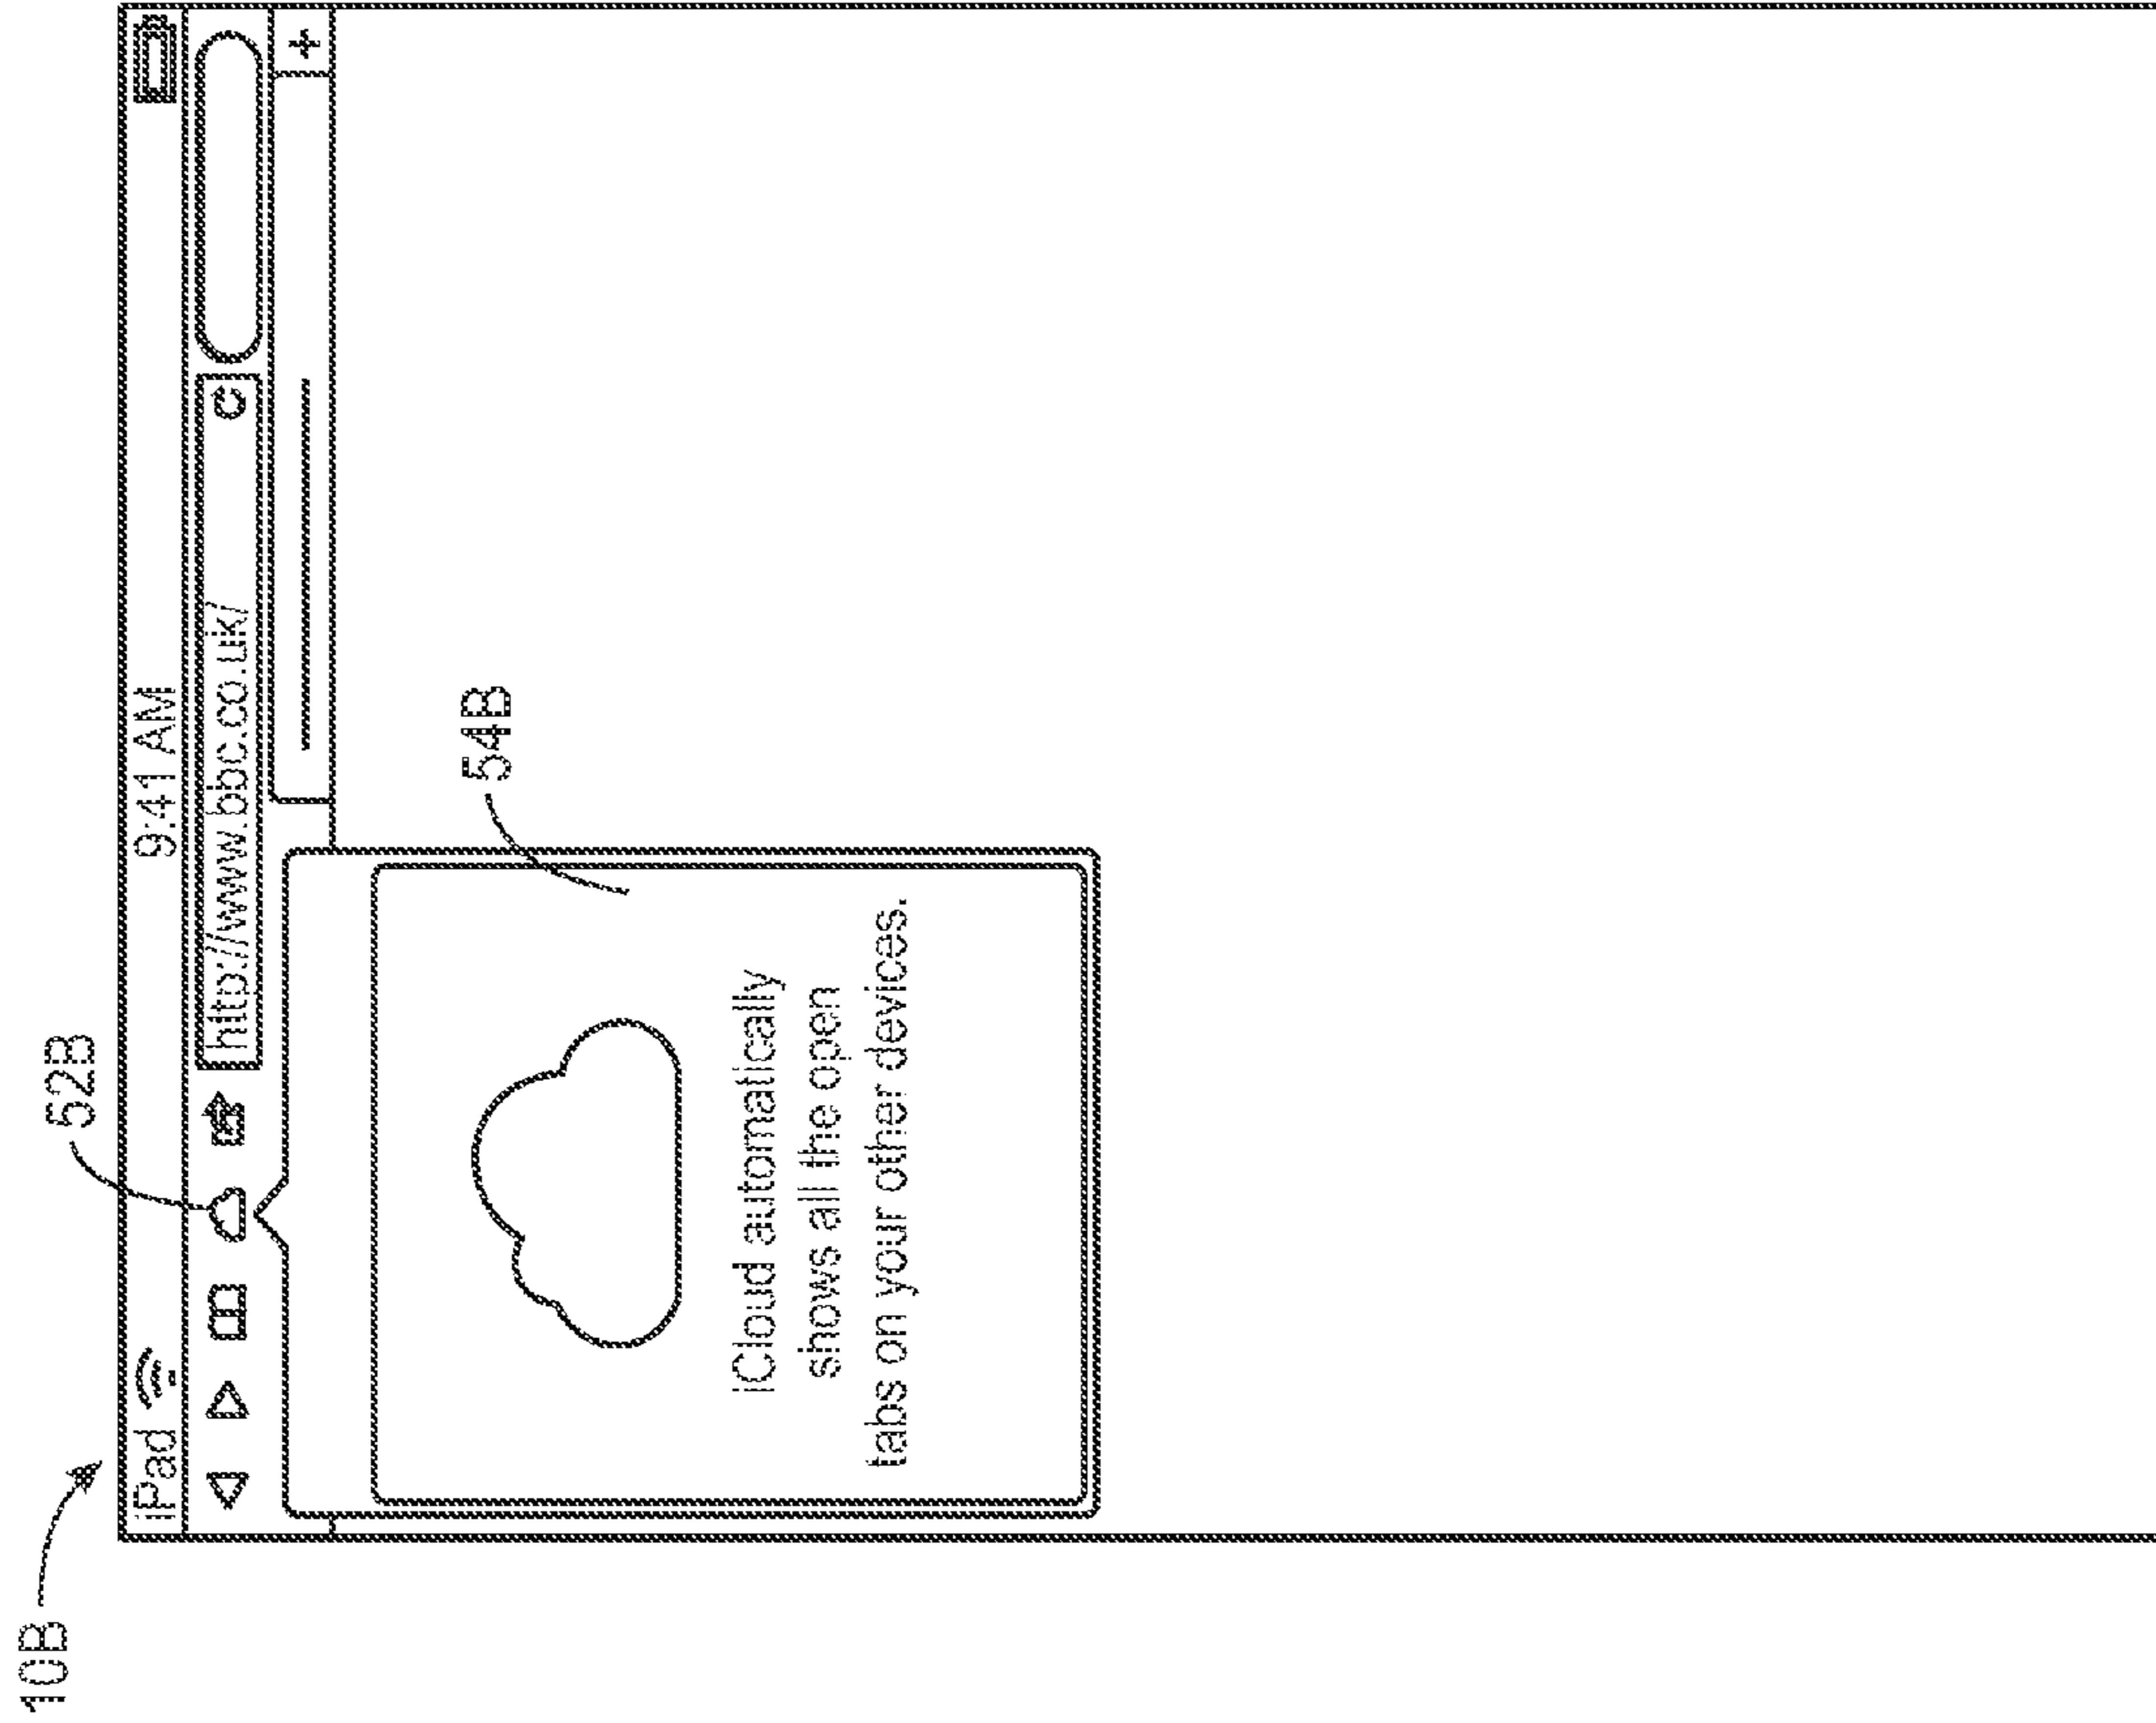 10B
52B
iPad 9:41 AM
http://www.bbc.co.uk/
+
54B
iCloud automatically
shows all the open
tabs on your other devices.